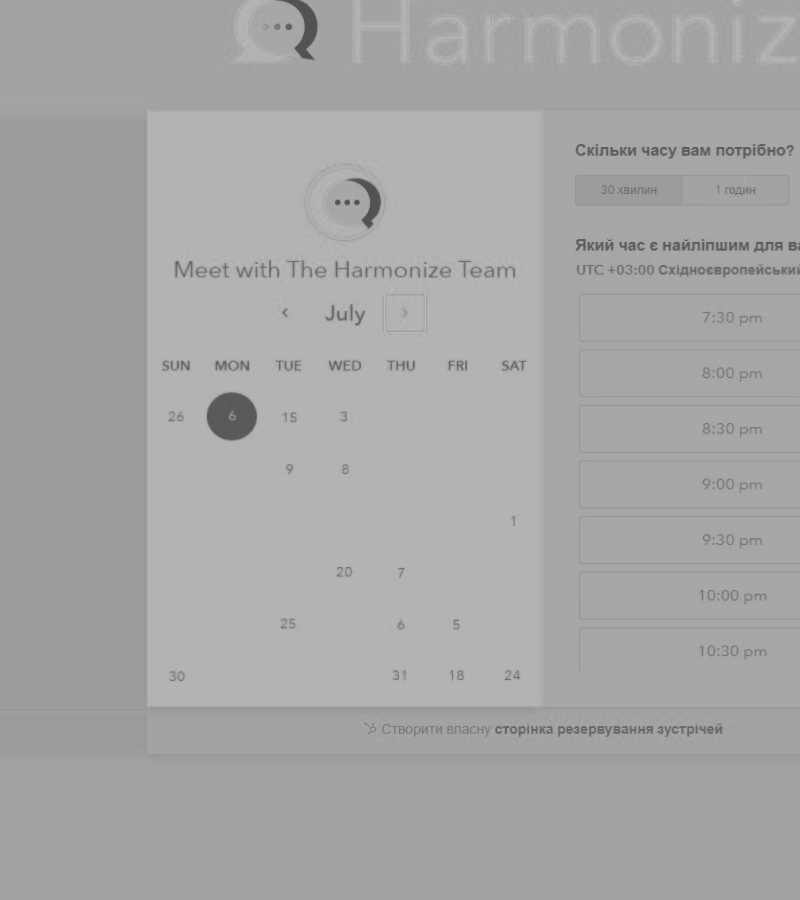 Harmoniz
Meet with The Harmonize Team
‹ July ›
SUN MON TUE WED THU FRI SAT
26 6 15 3
9 8
1
20 7
25 6 5
30 31 18 24
Скільки часу вам потрібно?
30 хвилин 1 годин
Який час є найліпшим для ва
UTC +03:00 Східноєвропейський
7:30 pm
8:00 pm
8:30 pm
9:00 pm
9:30 pm
10:00 pm
10:30 pm
Створити власну сторінка резервування зустрічей